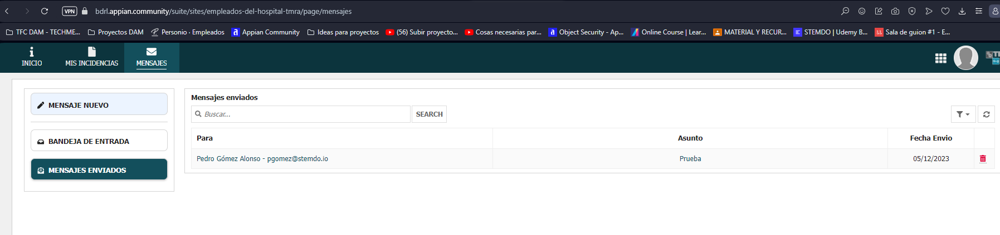 VPN bdrl.appian.community/suite/sites/empleados-del-hospital-tmra/page/mensajes
TFC DAM - TECHME... Proyectos DAM Personio · Empleados Appian Community Ideas para proyectos (56) Subir proyecto... Cosas necesarias par... Object Security - Ap... Online Course | Lear... MATERIAL Y RECUR... STEMDO | Udemy B... Sala de guion #1 - E...
INICIO MIS INCIDENCIAS MENSAJES
MENSAJE NUEVO
BANDEJA DE ENTRADA
MENSAJES ENVIADOS
Mensajes enviados
Buscar... SEARCH
Para Asunto Fecha Envio
Pedro Gómez Alonso - pgomez@stemdo.io Prueba 05/12/2023